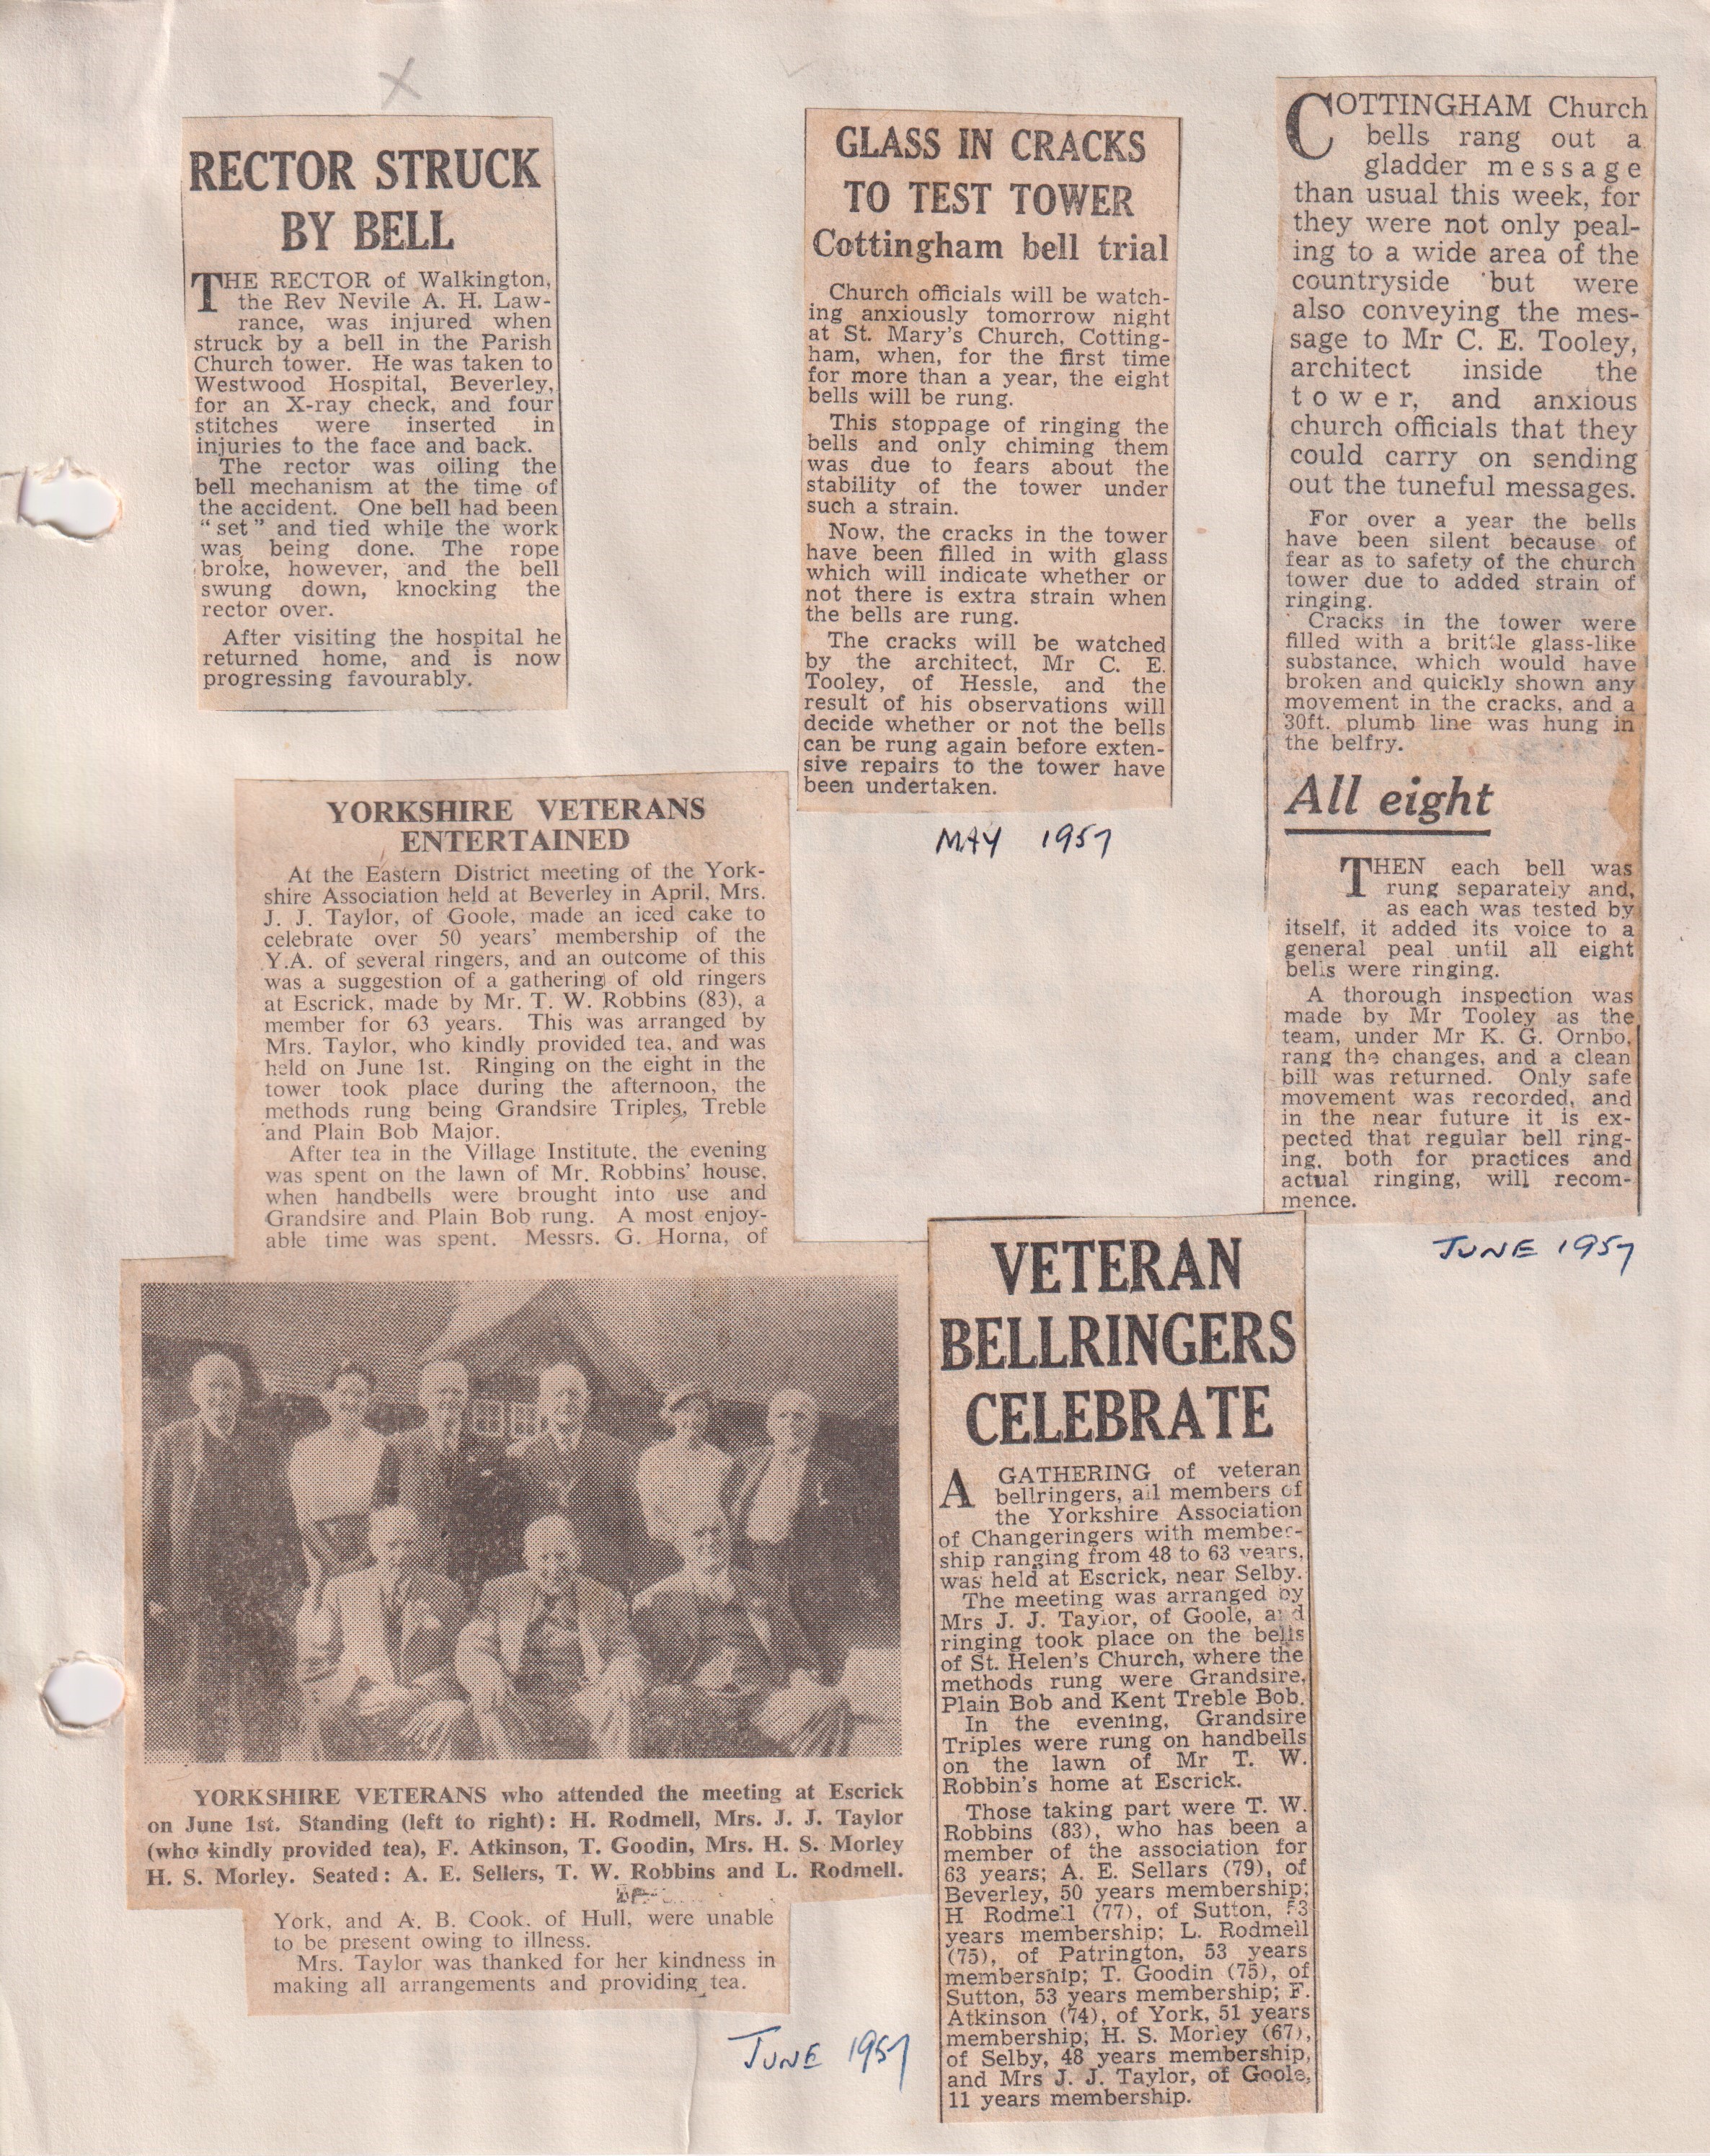 RECTOR STRUCK
BY BELL
THE RECTOR of Walkington,
the Rev Nevile A. H. Law-
rance, was injured when
struck by a bell in the Parish
Church tower. He was taken to
Westwood Hospital, Beverley,
for an X-ray check, and four
stitches were inserted in
injuries to the face and back.
The rector was oiling the
bell mechanism at the time of
the accident. One bell had been
"set" and tied while the work
was being done. The rope
broke, however, and the bell
swung down, knocking the
rector over.
After visiting the hospital he
returned home, and is now
progressing favourably.
GLASS IN CRACKS
TO TEST TOWER
Cottingham bell trial
Church officials will be watch-
ing anxiously tomorrow night
at St. Mary's Church, Cotting-
ham, when, for the first time
for more than a year, the eight
bells will be rung.
This stoppage of ringing the
bells and only chiming them
was due to fears about the
stability of the tower under
such a strain.
Now, the cracks in the tower
have been filled in with glass
which will indicate whether or
not there is extra strain when
the bells are rung.
The cracks will be watched
by the architect, Mr C. E.
Tooley, of Hessle, and the
result of his observations will
decide whether or not the bells
can be rung again before exten-
sive repairs to the tower have
been undertaken.
MAY 1957
COTTINGHAM Church
bells rang out a
gladder message
than usual this week, for
they were not only peal-
ing to a wide area of the
countryside but were
also conveying the mes-
sage to Mr C. E. Tooley,
architect inside the
tower, and anxious
church officials that they
could carry on sending
out the tuneful messages.
For over a year the bells
have been silent because of
fear as to safety of the church
tower due to added strain of
ringing.
Cracks in the tower were
filled with a brittle glass-like
substance, which would have
broken and quickly shown any
movement in the cracks, and a
30ft. plumb line was hung in
the belfry.
All eight
THEN each bell was
rung separately and,
as each was tested by
itself, it added its voice to a
general peal until all eight
bells were ringing.
A thorough inspection was
made by Mr Tooley as the
team, under Mr K. G. Ornbo,
rang the changes, and a clean
bill was returned. Only safe
movement was recorded, and
in the near future it is ex-
pected that regular bell ring-
ing, both for practices and
actual ringing, will recom-
mence.
JUNE 1957
YORKSHIRE VETERANS
ENTERTAINED
At the Eastern District meeting of the York-
shire Association held at Beverley in April, Mrs.
J. J. Taylor, of Goole, made an iced cake to
celebrate over 50 years' membership of the
Y.A. of several ringers, and an outcome of this
was a suggestion of a gathering of old ringers
at Escrick, made by Mr. T. W. Robbins (83), a
member for 63 years. This was arranged by
Mrs. Taylor, who kindly provided tea, and was
held on June 1st. Ringing on the eight in the
tower took place during the afternoon, the
methods rung being Grandsire Triples, Treble
and Plain Bob Major.
After tea in the Village Institute, the evening
was spent on the lawn of Mr. Robbins' house,
when handbells were brought into use and
Grandsire and Plain Bob rung. A most enjoy-
able time was spent. Messrs. G. Horna, of
YORKSHIRE VETERANS who attended the meeting at Escrick
on June 1st. Standing (left to right): H. Rodmell, Mrs. J. J. Taylor
(who kindly provided tea), F. Atkinson, T. Goodin, Mrs. H. S. Morley
H. S. Morley. Seated: A. E. Sellers, T. W. Robbins and L. Rodmell.
York, and A. B. Cook, of Hull, were unable
to be present owing to illness.
Mrs. Taylor was thanked for her kindness in
making all arrangements and providing tea.
JUNE 1957
VETERAN
BELLRINGERS
CELEBRATE
A GATHERING of veteran
bellringers, all members of
the Yorkshire Association
of Changeringers with member-
ship ranging from 48 to 63 years,
was held at Escrick, near Selby.
The meeting was arranged by
Mrs J. J. Taylor, of Goole, and
ringing took place on the bells
of St. Helen's Church, where the
methods rung were Grandsire,
Plain Bob and Kent Treble Bob.
In the evening, Grandsire
Triples were rung on handbells
on the lawn of Mr T. W.
Robbin's home at Escrick.
Those taking part were T. W.
Robbins (83), who has been a
member of the association for
63 years; A. E. Sellars (79), of
Beverley, 50 years membership;
H Rodmell (77), of Sutton, 53
years membership; L. Rodmell
(75), of Patrington, 53 years
membership; T. Goodin (75), of
Sutton, 53 years membership; F.
Atkinson (74), of York, 51 years
membership; H. S. Morley (67),
of Selby, 48 years membership,
and Mrs J. J. Taylor, of Goole,
11 years membership.